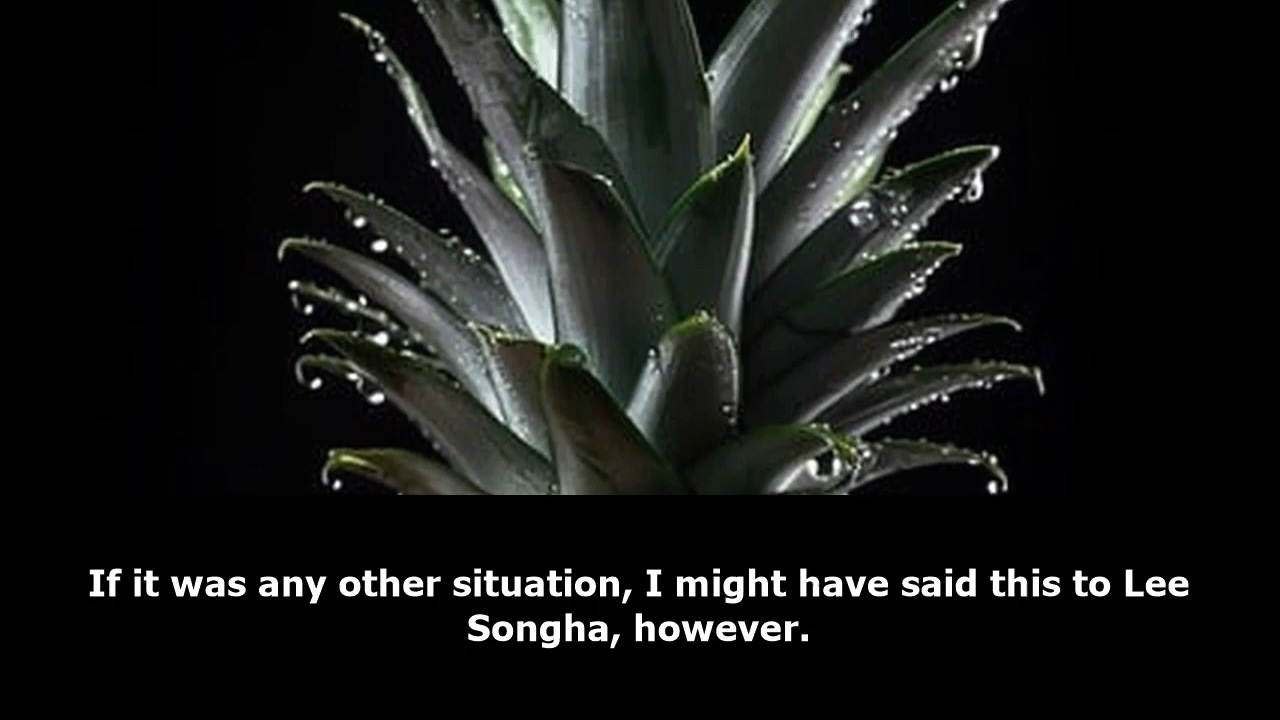 If it was any other situation, I might have said this to Lee
Songha, however.